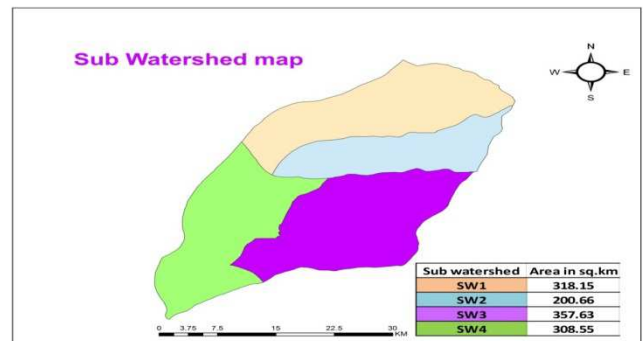 Sub Watershed map
N
W E
S
Sub watershed Area in sq.km
SW1 318.15
SW2 200.66
SW3 357.63
SW4 308.55
0 3.75 7.5 15 22.5 30
KM